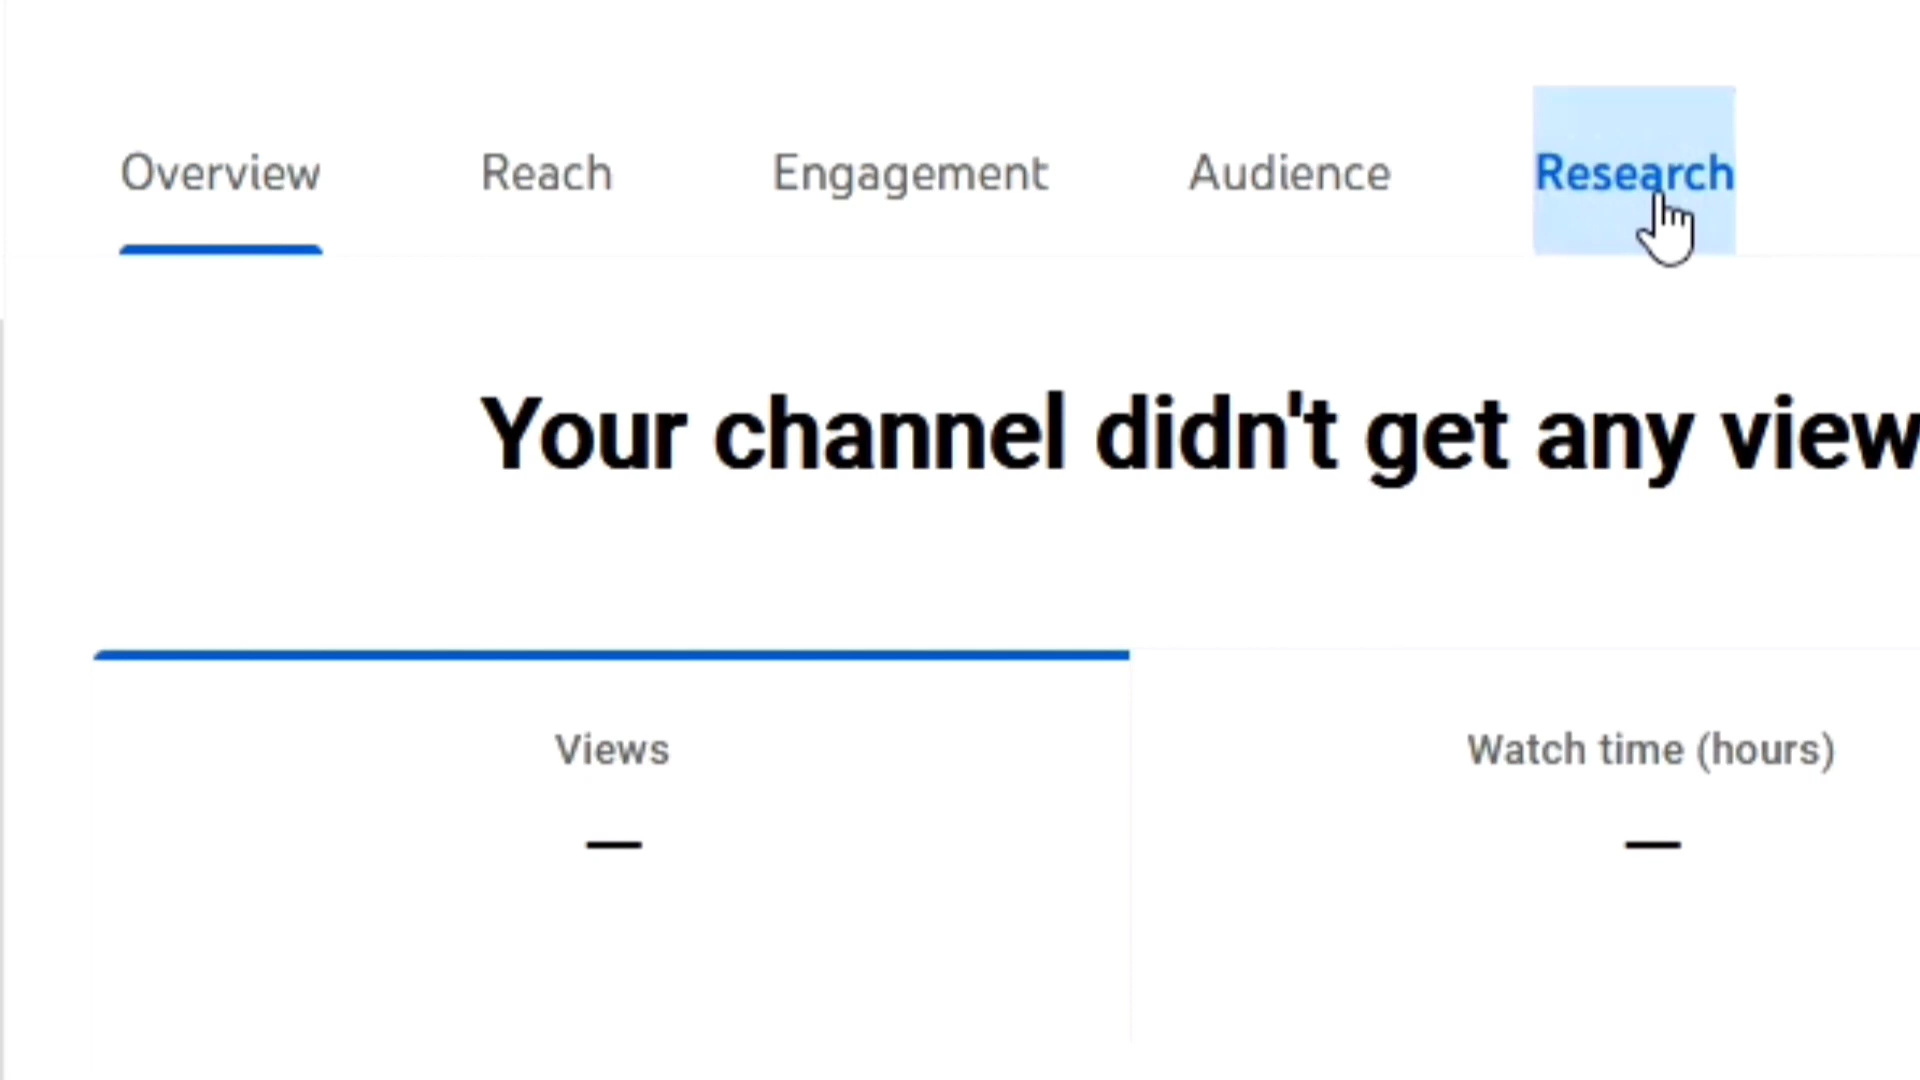 Overview Reach Engagement Audience Research
Your channel didn't get any view
Views Watch time (hours)
— —